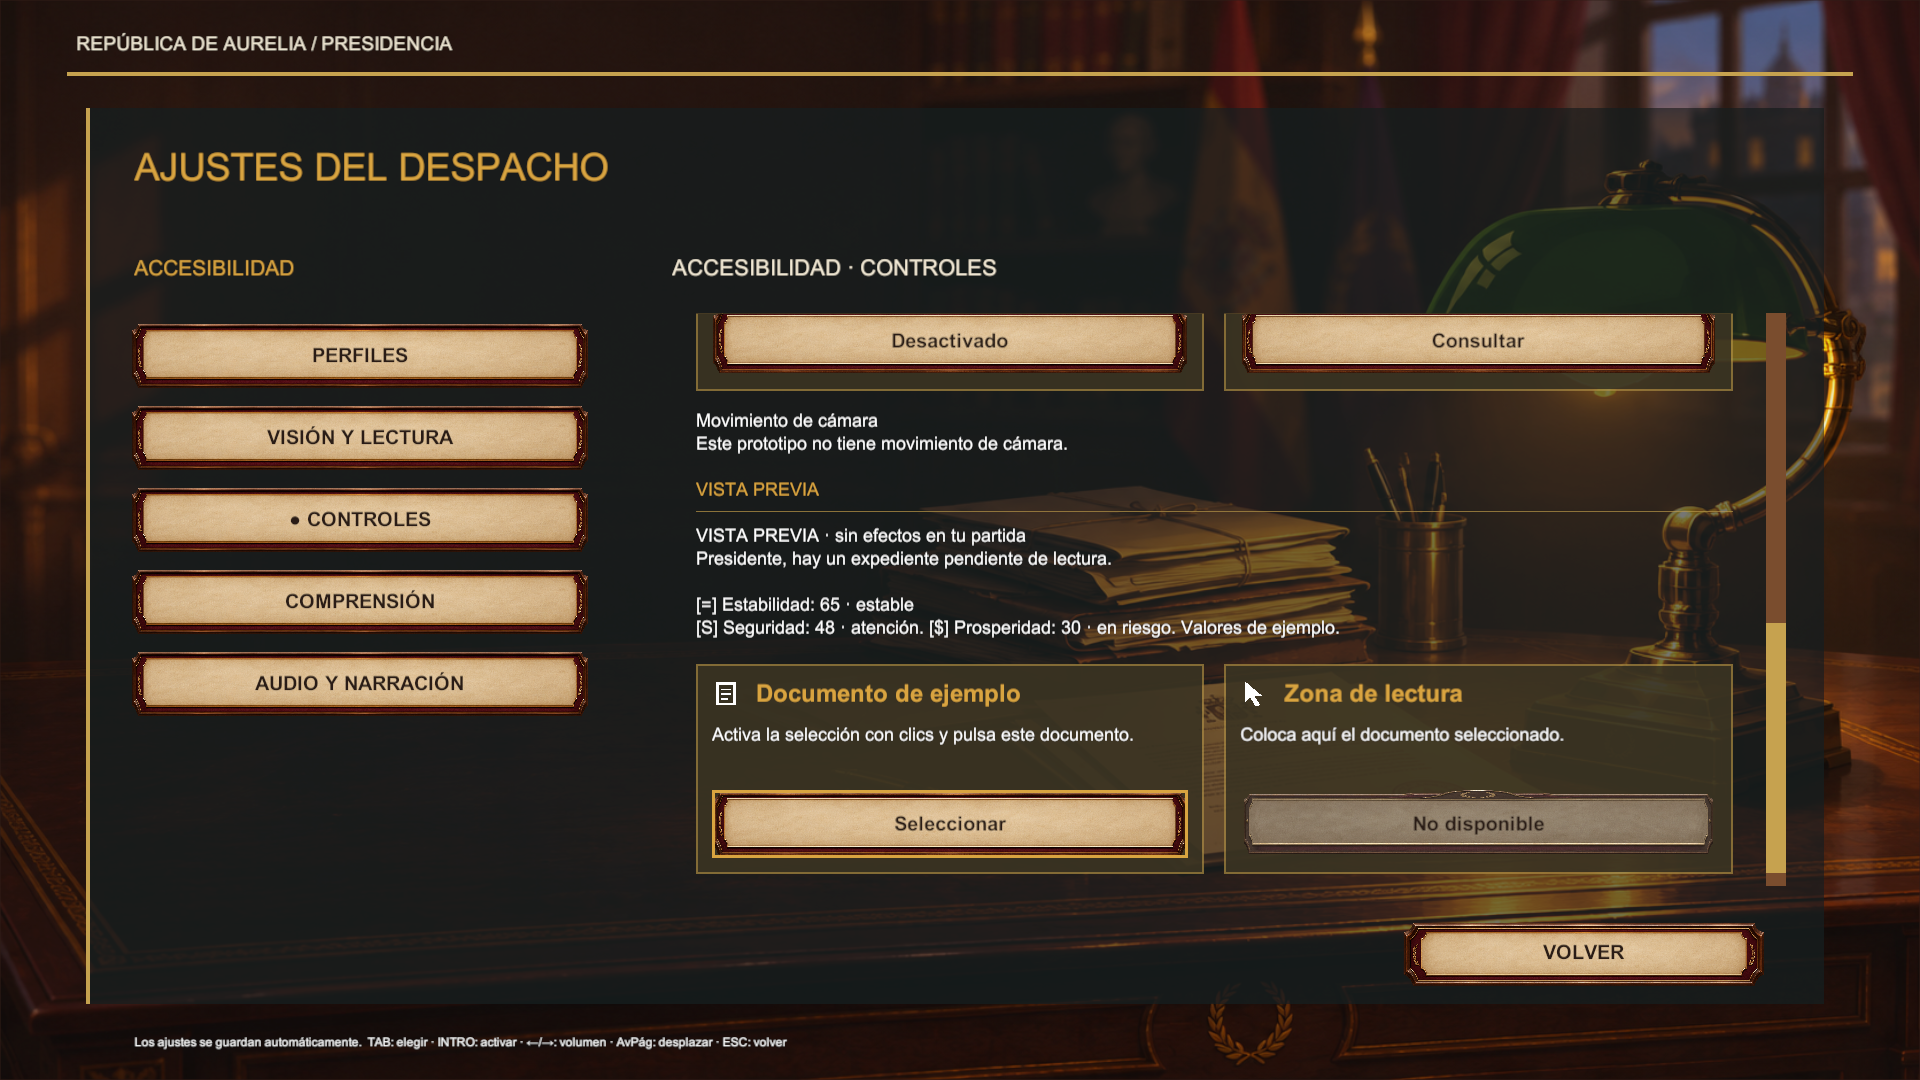 REPÚBLICA DE AURELIA / PRESIDENCIA
AJUSTES DEL DESPACHO
ACCESIBILIDAD
PERFILES
VISIÓN Y LECTURA
• CONTROLES
COMPRENSIÓN
AUDIO Y NARRACIÓN
ACCESIBILIDAD · CONTROLES
Desactivado
Consultar
Movimiento de cámara
Este prototipo no tiene movimiento de cámara.
VISTA PREVIA
VISTA PREVIA · sin efectos en tu partida
Presidente, hay un expediente pendiente de lectura.
[=] Estabilidad: 65 · estable
[S] Seguridad: 48 · atención. [$] Prosperidad: 30 · en riesgo. Valores de ejemplo.
Documento de ejemplo
Activa la selección con clics y pulsa este documento.
Seleccionar
Zona de lectura
Coloca aquí el documento seleccionado.
No disponible
VOLVER
Los ajustes se guardan automáticamente. TAB: elegir · INTRO: activar · ←/→: volumen · AvPág: desplazar · ESC: volver